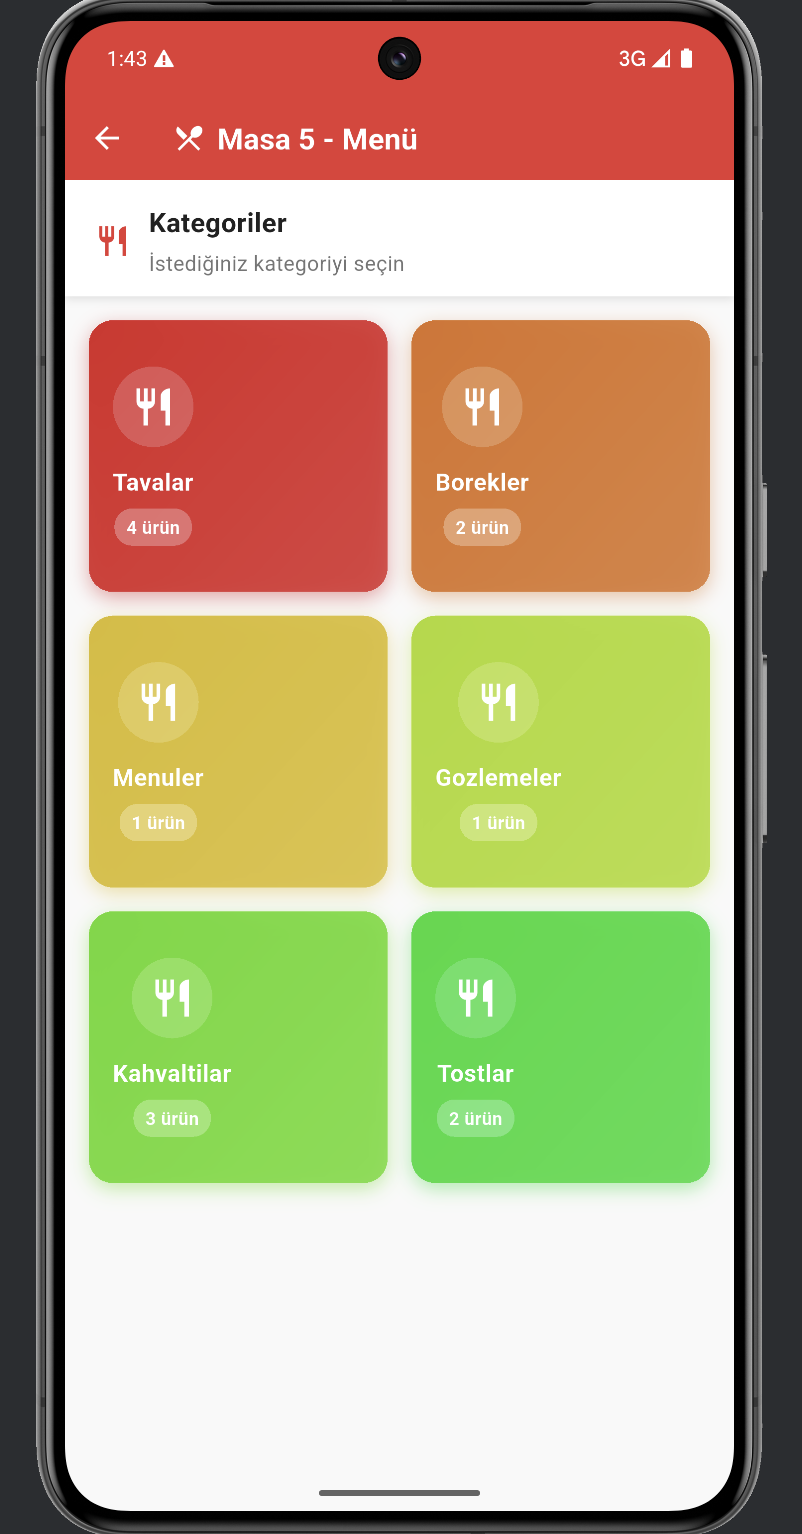 1:43
3G
Masa 5 - Menü
Kategoriler
İstediğiniz kategoriyi seçin
Tavalar
4 ürün
Borekler
2 ürün
Menuler
1 ürün
Gozlemeler
1 ürün
Kahvaltilar
3 ürün
Tostlar
2 ürün